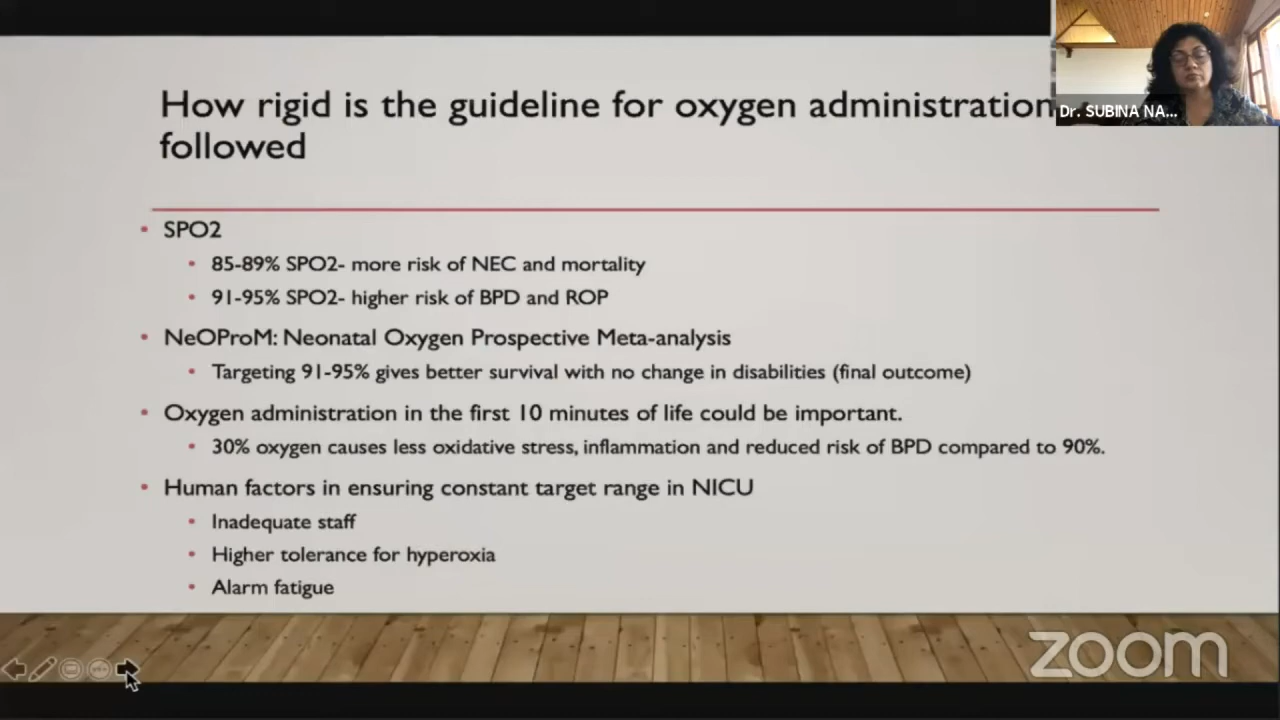 How rigid is the guideline for oxygen administration
followed
Dr. SUBINA NA...
• SPO2
• 85-89% SPO2- more risk of NEC and mortality
• 91-95% SPO2- higher risk of BPD and ROP
• NeOProM: Neonatal Oxygen Prospective Meta-analysis
• Targeting 91-95% gives better survival with no change in disabilities (final outcome)
• Oxygen administration in the first 10 minutes of life could be important.
• 30% oxygen causes less oxidative stress, inflammation and reduced risk of BPD compared to 90%.
• Human factors in ensuring constant target range in NICU
• Inadequate staff
• Higher tolerance for hyperoxia
• Alarm fatigue
zoom